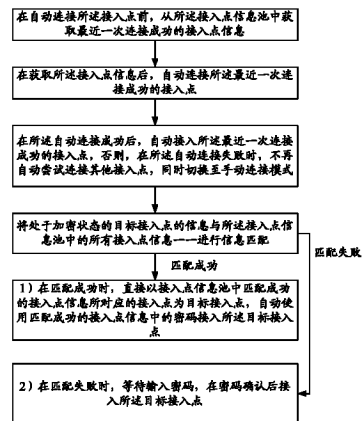 在自动连接所述接入点前，从所述接入点信息池中获
取最近一次连接成功的接入点信息
在获取所述接入点信息后，自动连接所述最近一次连
接成功的接入点
在所述自动连接成功后，自动接入所述最近一次连接
成功的接入点，否则，在所述自动连接失败时，不再
自动尝试连接其他接入点，同时切换至手动连接模式
将处于加密状态的目标接入点的信息与所述接入点信
息池中的所有接入点信息一一进行信息匹配
匹配失败
匹配成功
1）在匹配成功时，直接以接入点信息池中匹配成功
的接入点信息所对应的接入点为目标接入点，自动使
用匹配成功的接入点信息中的密码接入所述目标接入
点
2）在匹配失败时，等待输入密码，在密码确认后接
入所述目标接入点